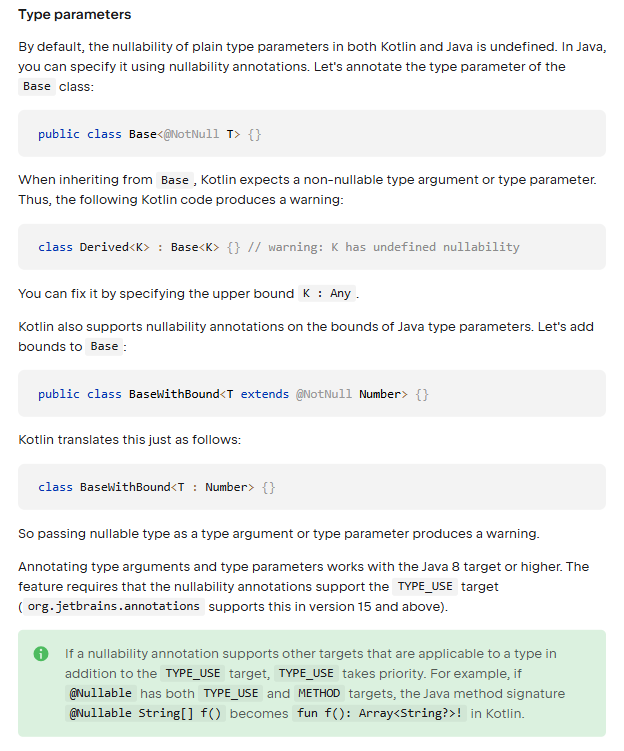 Type parameters
By default, the nullability of plain type parameters in both Kotlin and Java is undefined. In Java,
you can specify it using nullability annotations. Let's annotate the type parameter of the
Base class:
public class Base<@NotNull T> {}
When inheriting from Base, Kotlin expects a non-nullable type argument or type parameter.
Thus, the following Kotlin code produces a warning:
class Derived<K> : Base<K> {} // warning: K has undefined nullability
You can fix it by specifying the upper bound K : Any.
Kotlin also supports nullability annotations on the bounds of Java type parameters. Let's add
bounds to Base:
public class BaseWithBound<T extends @NotNull Number> {}
Kotlin translates this just as follows:
class BaseWithBound<T : Number> {}
So passing nullable type as a type argument or type parameter produces a warning.
Annotating type arguments and type parameters works with the Java 8 target or higher. The
feature requires that the nullability annotations support the TYPE_USE target
(org.jetbrains.annotations supports this in version 15 and above).
If a nullability annotation supports other targets that are applicable to a type in
addition to the TYPE_USE target, TYPE_USE takes priority. For example, if
@Nullable has both TYPE_USE and METHOD targets, the Java method signature
@Nullable String[] f() becomes fun f(): Array<String?>! in Kotlin.